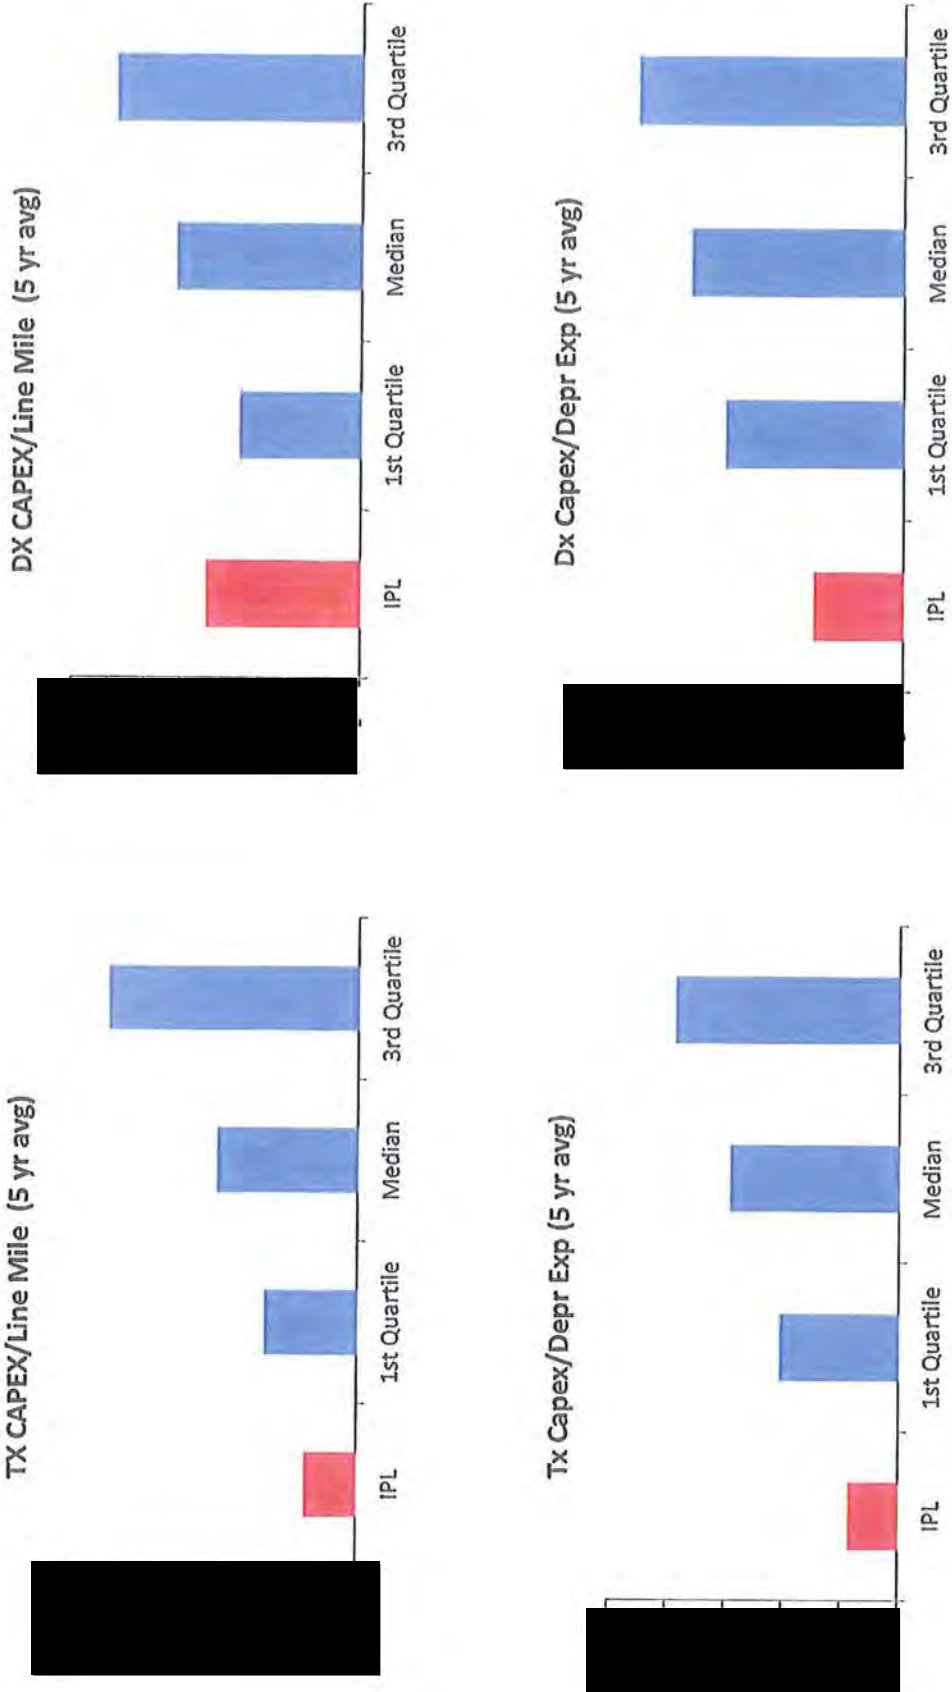 TX CAPEX/Line Mile (5 yr avg)
IPL
1st Quartile
Median
3rd Quartile
DX CAPEX/Line Mile (5 yr avg)
-
IPL
1st Quartile
Median
3rd Quartile
Tx Capex/Depr Exp (5 yr avg)
IPL
1st Quartile
Median
3rd Quartile
Dx Capex/Depr Exp (5 yr avg)
IPL
1st Quartile
Median
3rd Quartile